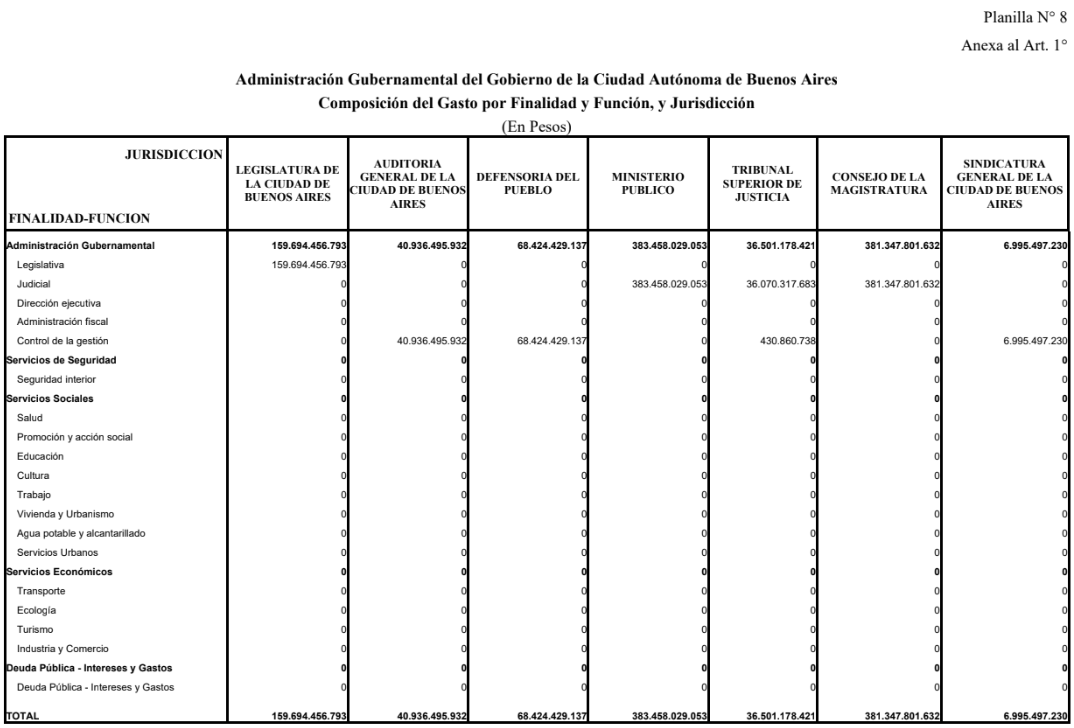 Planilla N° 8
Anexa al Art. 1°
Administración Gubernamental del Gobierno de la Ciudad Autónoma de Buenos Aires
Composición del Gasto por Finalidad y Función, y Jurisdicción
(En Pesos)
JURISDICCION
FINALIDAD-FUNCION
LEGISLATURA DE
LA CIUDAD DE
BUENOS AIRES
AUDITORIA
GENERAL DE LA
CIUDAD DE BUENOS
AIRES
DEFENSORIA DEL
PUEBLO
MINISTERIO
PUBLICO
TRIBUNAL
SUPERIOR DE
JUSTICIA
CONSEJO DE LA
MAGISTRATURA
SINDICATURA
GENERAL DE LA
CIUDAD DE BUENOS
AIRES
Administración Gubernamental 159.694.456.793 40.936.495.932 68.424.429.137 383.458.029.053 36.501.178.421 381.347.801.632 6.995.497.230
Legislativa 159.694.456.793 0 0 0 0 0 0
Judicial 0 0 0 383.458.029.053 36.070.317.683 381.347.801.632 0
Dirección ejecutiva 0 0 0 0 0 0 0
Administración fiscal 0 0 0 0 0 0 0
Control de la gestión 0 40.936.495.932 68.424.429.137 0 430.860.738 0 6.995.497.230
Servicios de Seguridad 0 0 0 0 0 0 0
Seguridad interior 0 0 0 0 0 0 0
Servicios Sociales 0 0 0 0 0 0 0
Salud 0 0 0 0 0 0 0
Promoción y acción social 0 0 0 0 0 0 0
Educación 0 0 0 0 0 0 0
Cultura 0 0 0 0 0 0 0
Trabajo 0 0 0 0 0 0 0
Vivienda y Urbanismo 0 0 0 0 0 0 0
Agua potable y alcantarillado 0 0 0 0 0 0 0
Servicios Urbanos 0 0 0 0 0 0 0
Servicios Económicos 0 0 0 0 0 0 0
Transporte 0 0 0 0 0 0 0
Ecología 0 0 0 0 0 0 0
Turismo 0 0 0 0 0 0 0
Industria y Comercio 0 0 0 0 0 0 0
Deuda Pública - Intereses y Gastos 0 0 0 0 0 0 0
Deuda Pública - Intereses y Gastos 0 0 0 0 0 0 0
TOTAL 159.694.456.793 40.936.495.932 68.424.429.137 383.458.029.053 36.501.178.421 381.347.801.632 6.995.497.230